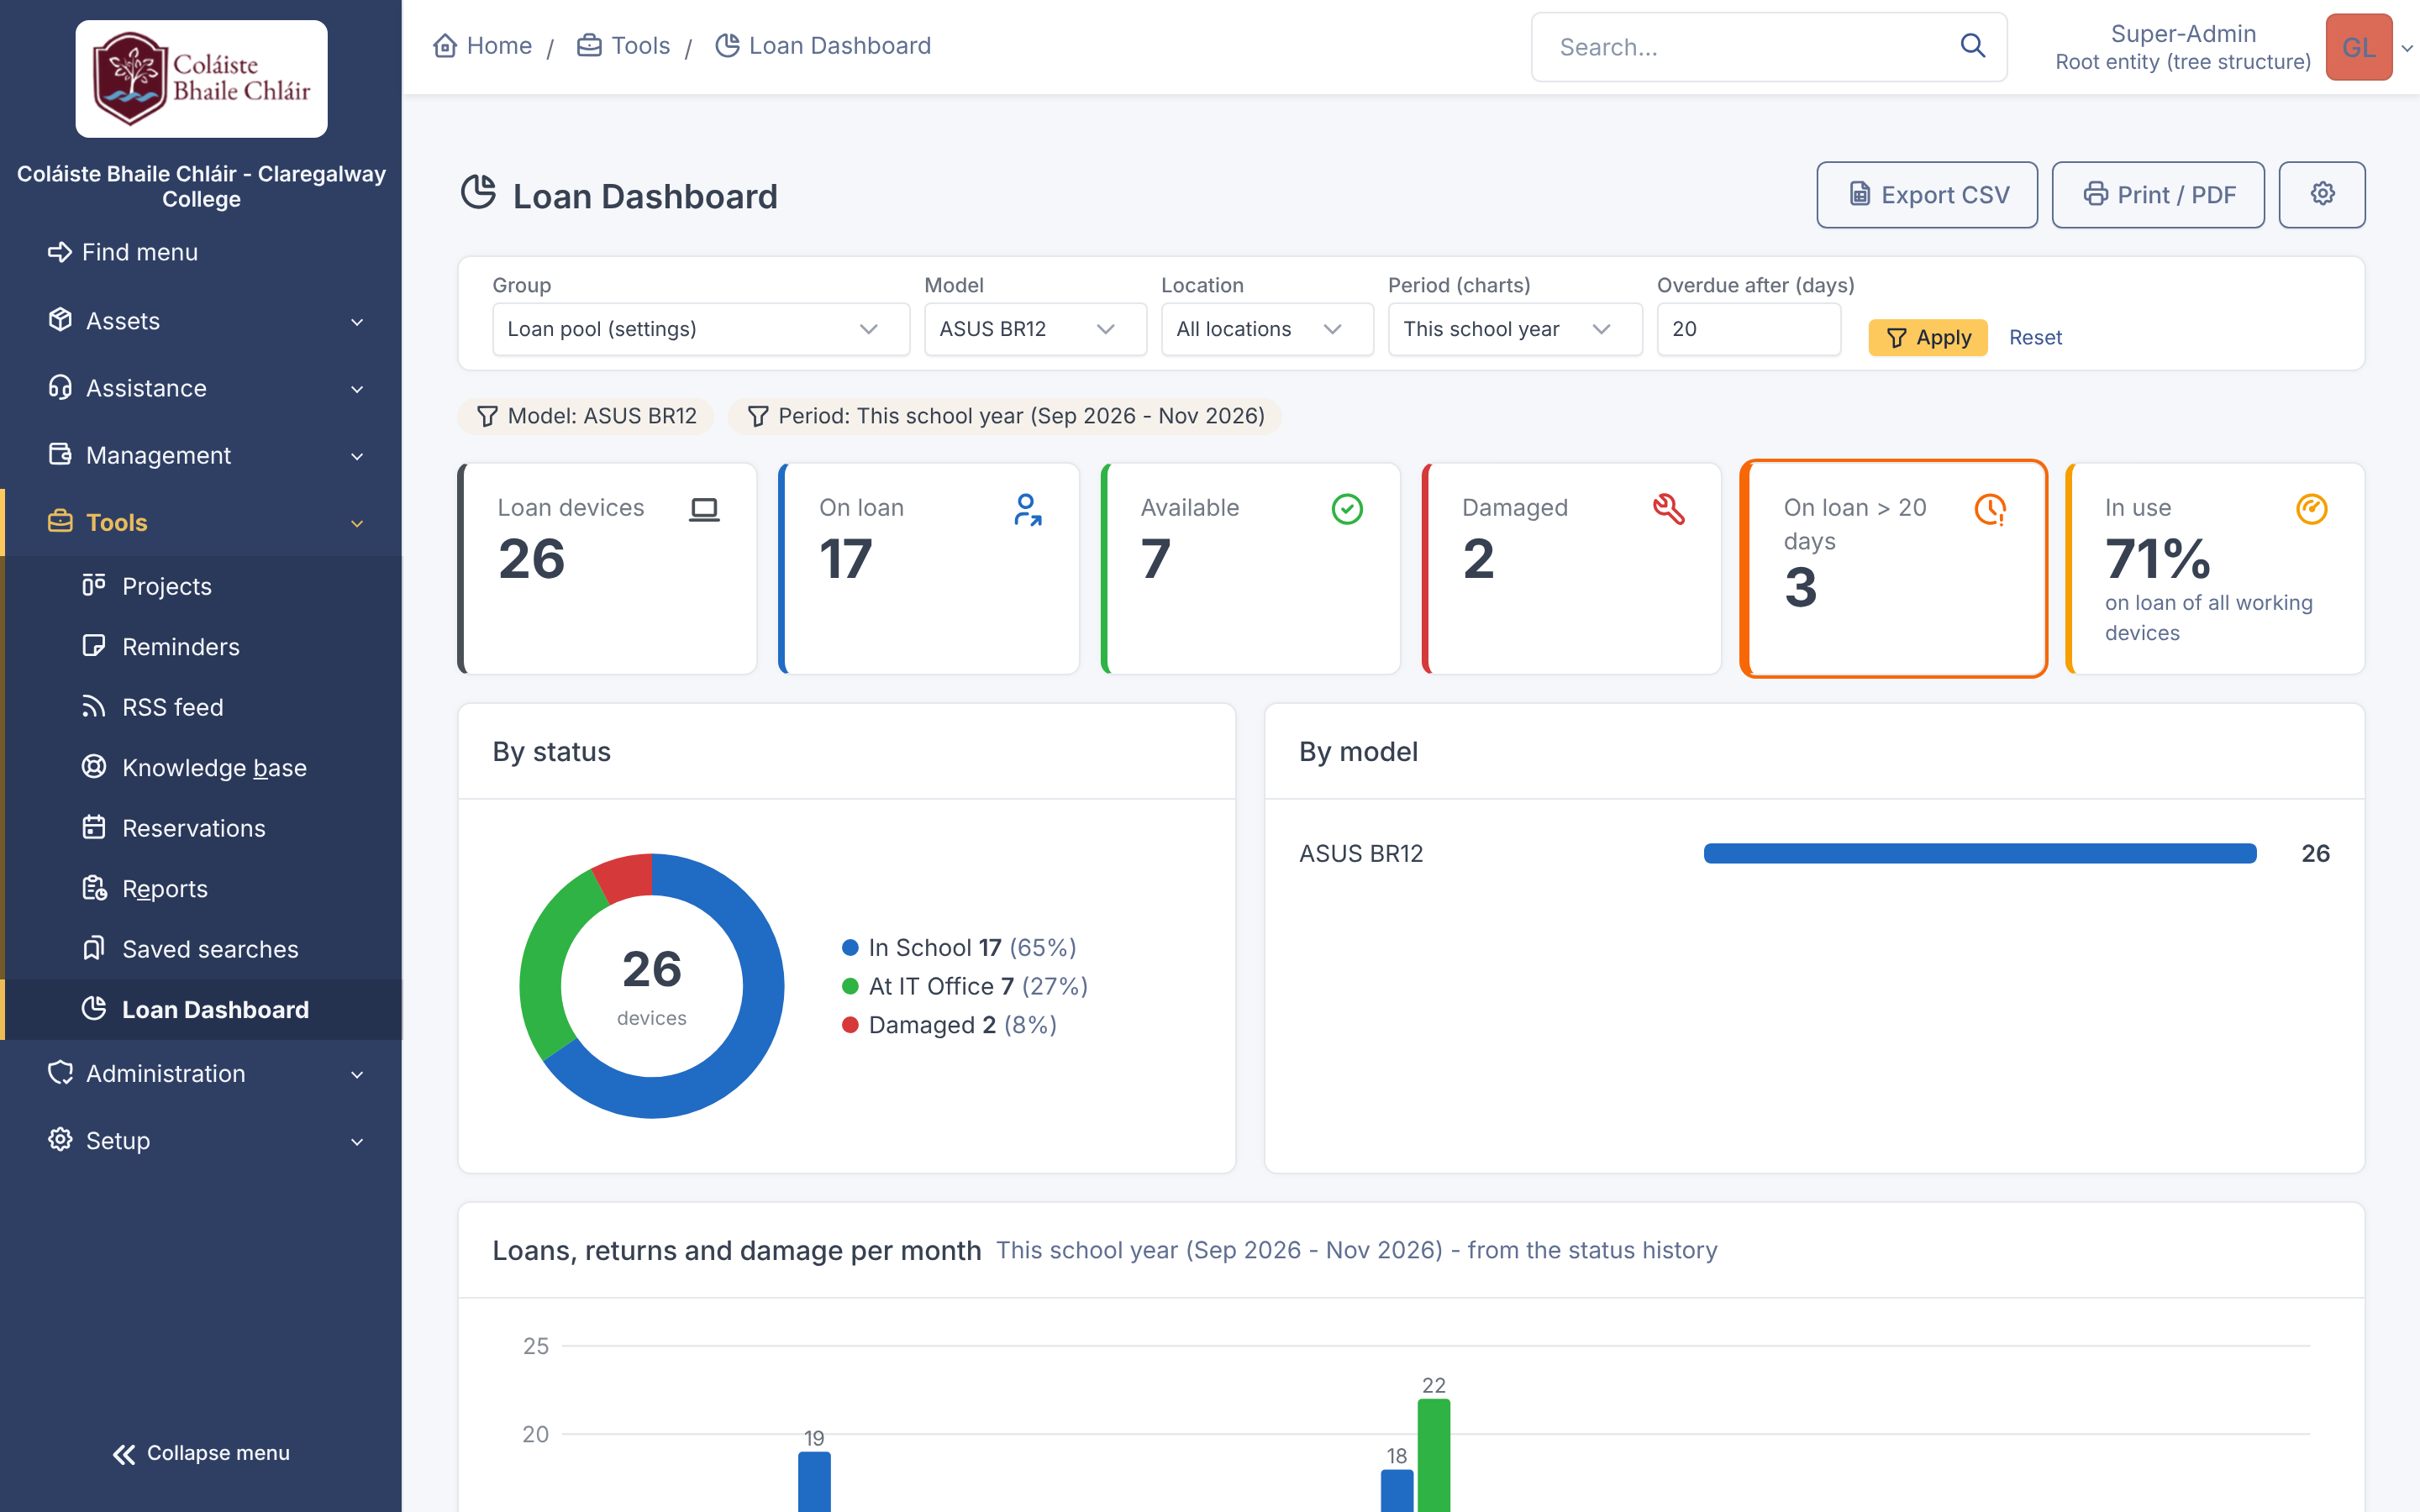 Coláiste
Bhaile Chláir
Coláiste Bhaile Chláir - Claregalway
College
Find menu
Assets
Assistance
Management
Tools
Projects
Reminders
RSS feed
Knowledge base
Reservations
Reports
Saved searches
Loan Dashboard
Administration
Setup
Collapse menu
Home / Tools / Loan Dashboard
Search...
Super-Admin
Root entity (tree structure)
GL
Loan Dashboard
Export CSV
Print / PDF
Group
Model
Location
Period (charts)
Overdue after (days)
Loan pool (settings)
ASUS BR12
All locations
This school year
20
Apply
Reset
Model: ASUS BR12
Period: This school year (Sep 2026 - Nov 2026)
Loan devices
26
On loan
17
Available
7
Damaged
2
On loan > 20
days
3
In use
71%
on loan of all working
devices
By status
26
devices
In School 17 (65%)
At IT Office 7 (27%)
Damaged 2 (8%)
By model
ASUS BR12
26
Loans, returns and damage per month This school year (Sep 2026 - Nov 2026) - from the status history
25
22
20
19
18